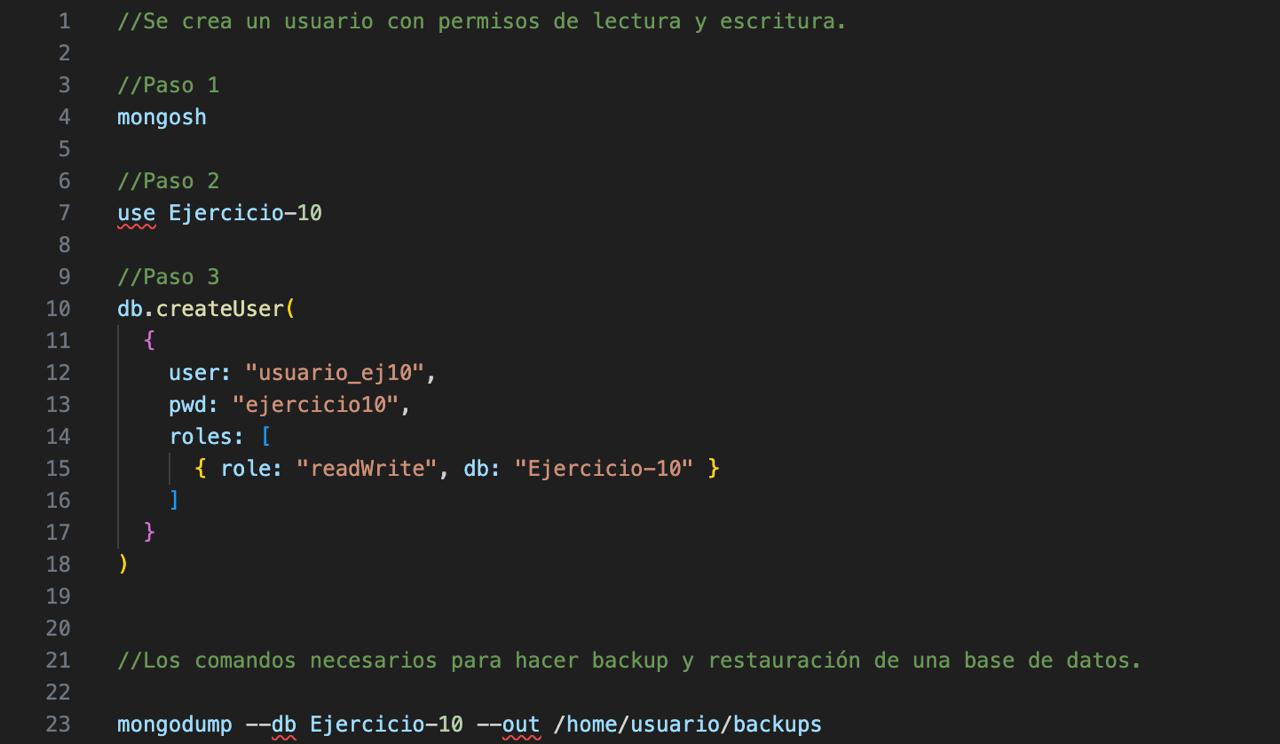 1 //Se crea un usuario con permisos de lectura y escritura.
2
3 //Paso 1
4 mongosh
5
6 //Paso 2
7 use Ejercicio-10
8
9 //Paso 3
10 db.createUser(
11 {
12 user: "usuario_ej10",
13 pwd: "ejercicio10",
14 roles: [
15 { role: "readWrite", db: "Ejercicio-10" }
16 ]
17 }
18 )
19
20
21 //Los comandos necesarios para hacer backup y restauración de una base de datos.
22
23 mongodump --db Ejercicio-10 --out /home/usuario/backups